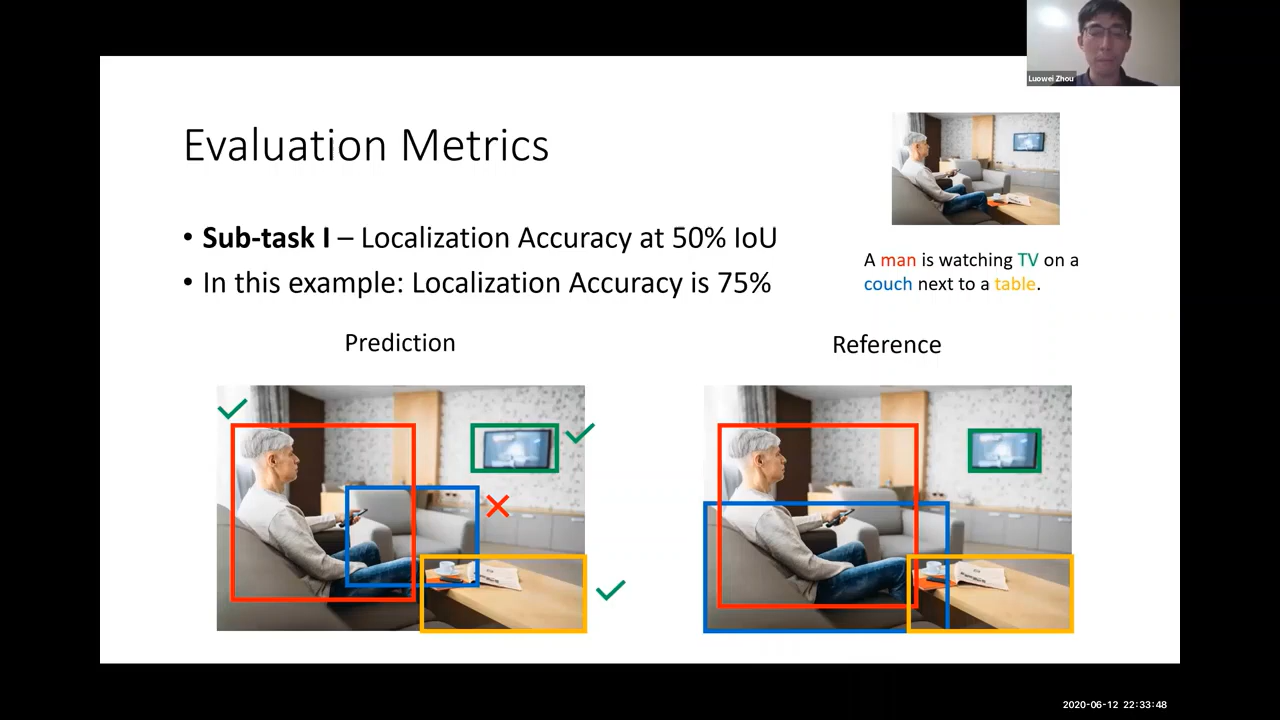 Luowei Zhou
Evaluation Metrics
• Sub-task I – Localization Accuracy at 50% IoU
• In this example: Localization Accuracy is 75%
A man is watching TV on a
couch next to a table.
Prediction
Reference
2020-06-12 22:33:48